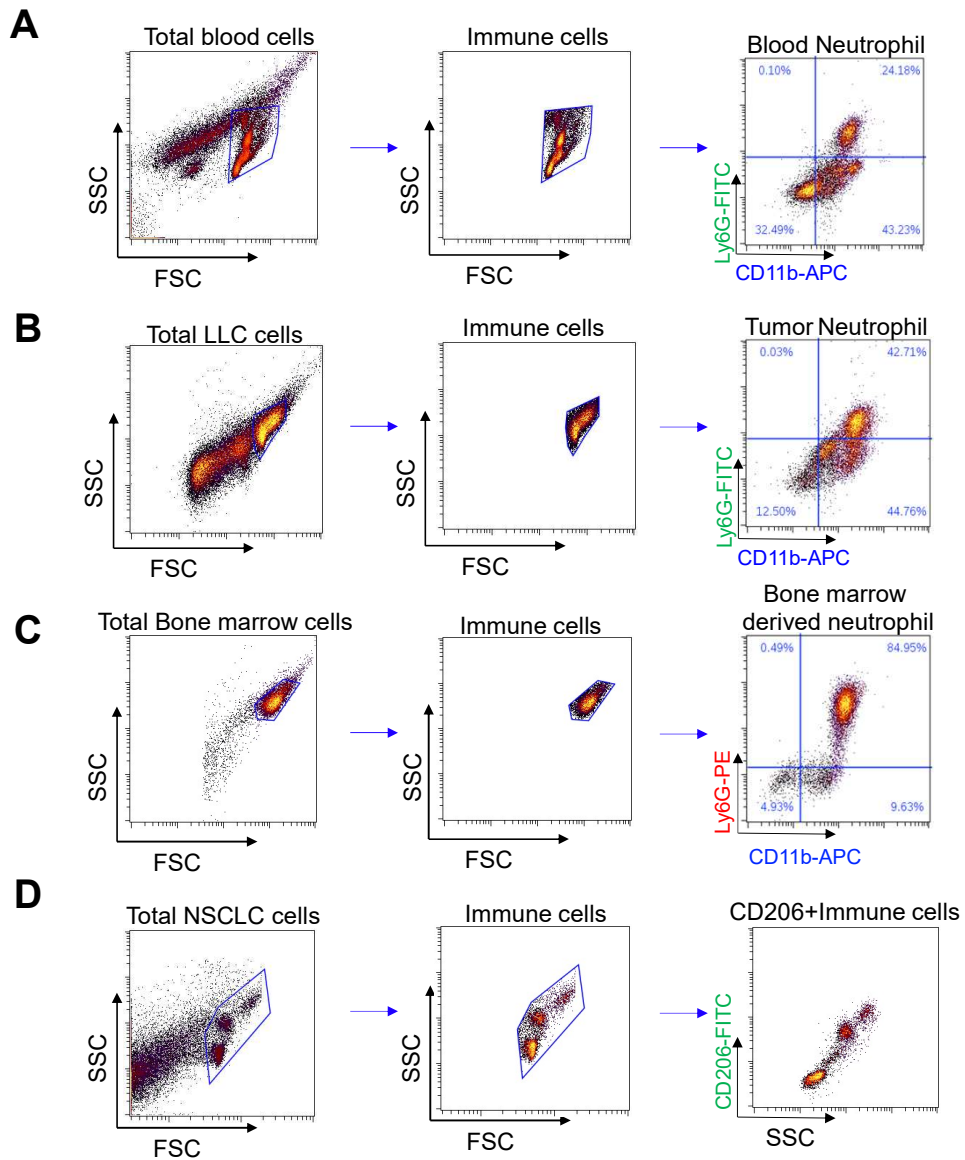 A
Total blood cells
Immune cells
Blood Neutrophil
SSC
FSC
SSC
FSC
0.10%
24.18%
32.49%
43.23%
Ly6G-FITC
CD11b-APC
B
Total LLC cells
Immune cells
Tumor Neutrophil
SSC
FSC
SSC
FSC
0.03%
42.71%
12.50%
44.76%
Ly6G-FITC
CD11b-APC
C
Total Bone marrow cells
Immune cells
Bone marrow
derived neutrophil
SSC
FSC
SSC
FSC
0.49%
84.95%
4.93%
9.63%
Ly6G-PE
CD11b-APC
D
Total NSCLC cells
Immune cells
CD206+Immune cells
SSC
FSC
SSC
FSC
CD206-FITC
SSC